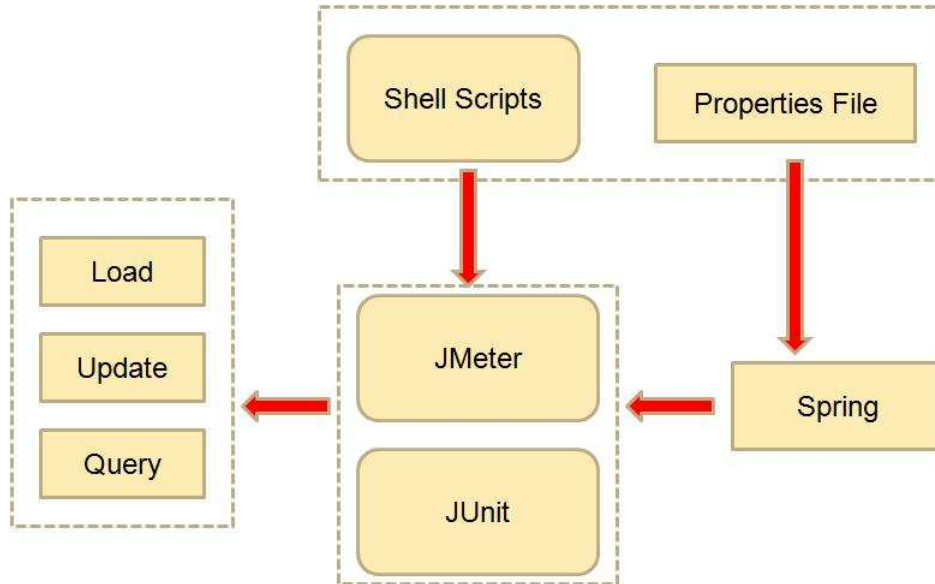 Shell Scripts
Properties File
Load
Update
Query
JMeter
JUnit
Spring